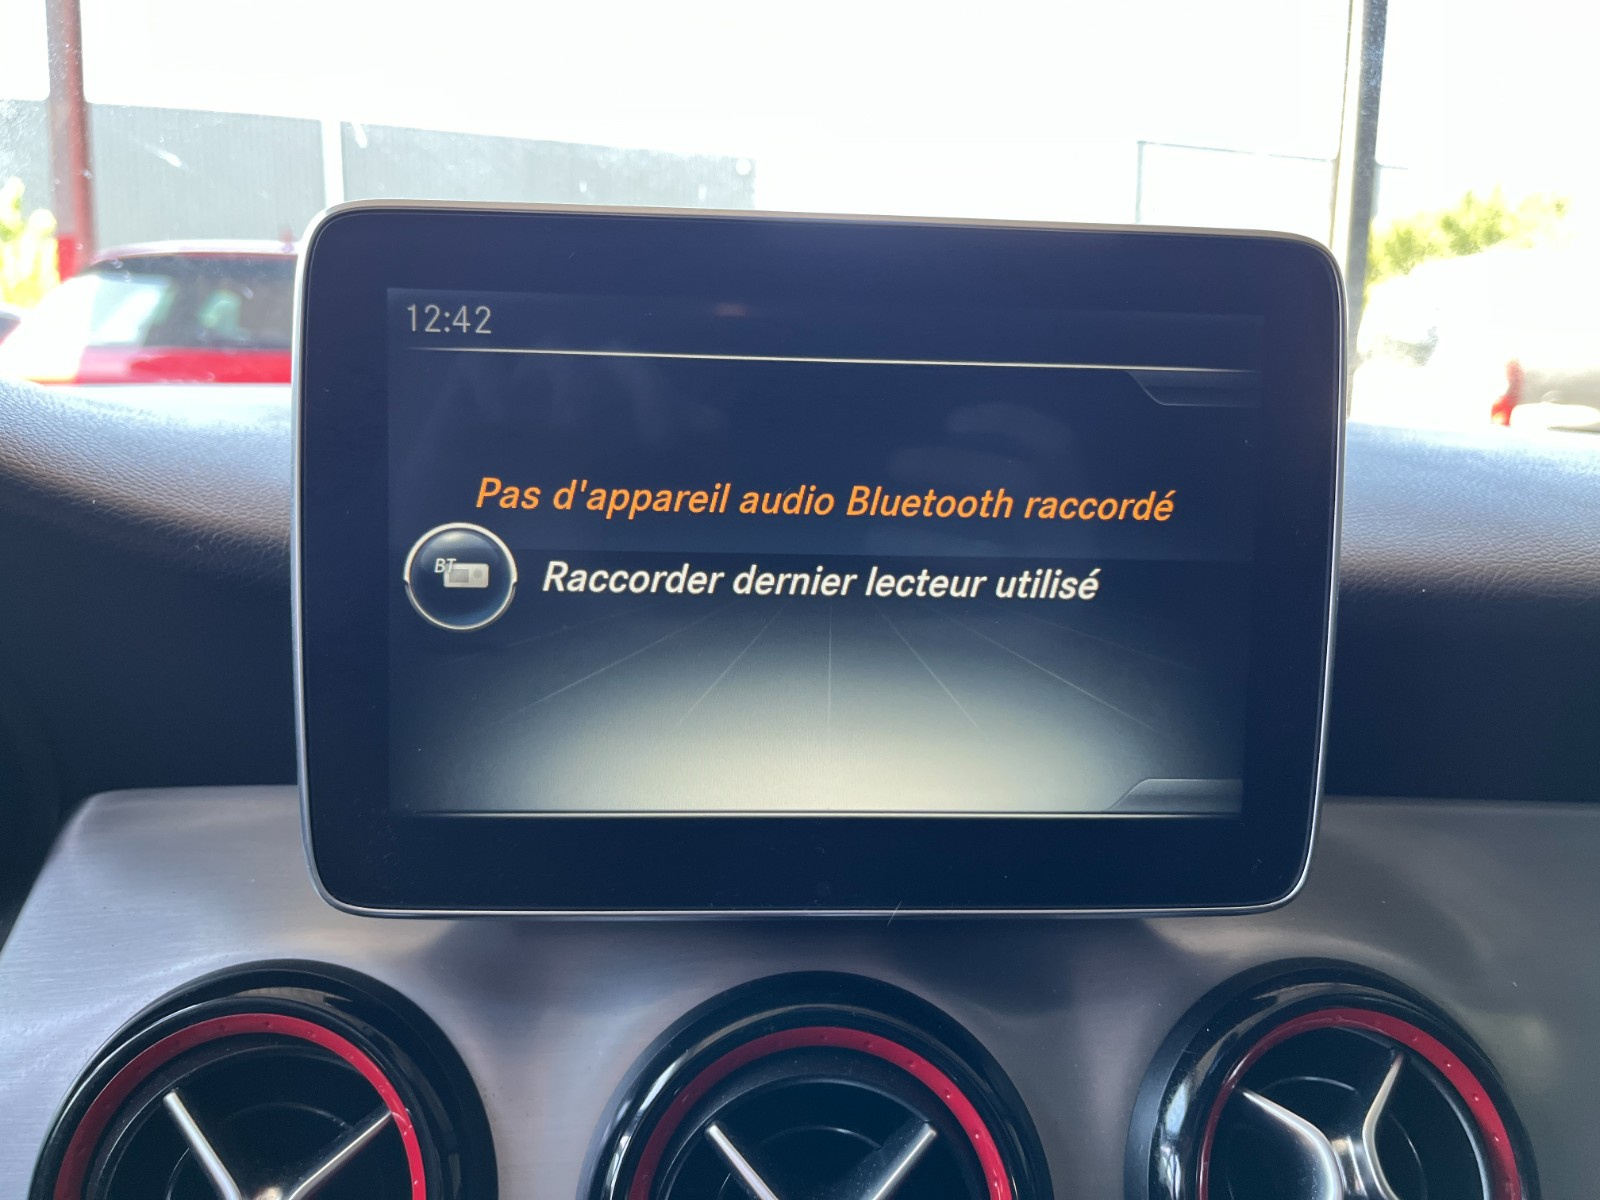 12:42
Pas d'appareil audio Bluetooth raccordé
BT
Raccorder dernier lecteur utilisé